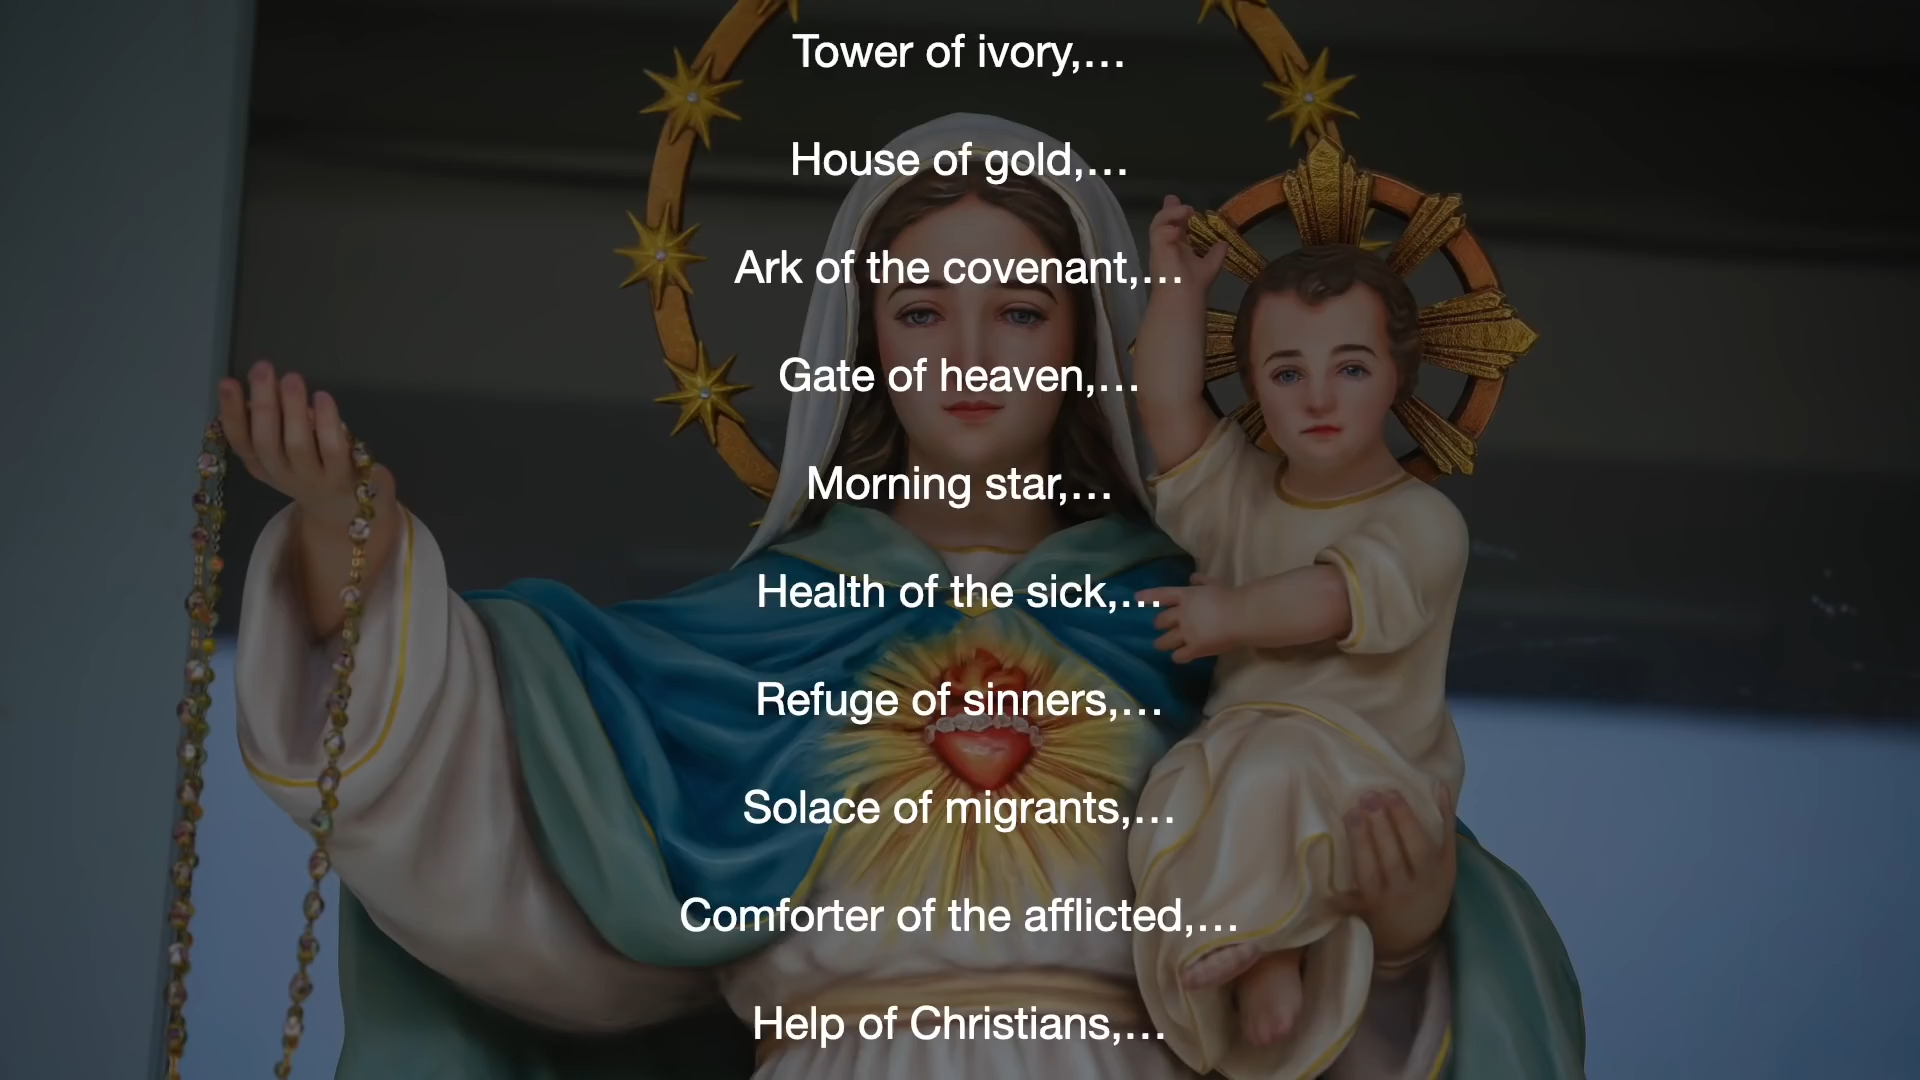 Tower of ivory,…
House of gold,…
Ark of the covenant,…
Gate of heaven,…
Morning star,…
Health of the sick,…
Refuge of sinners,…
Solace of migrants,…
Comforter of the afflicted,…
Help of Christians,…